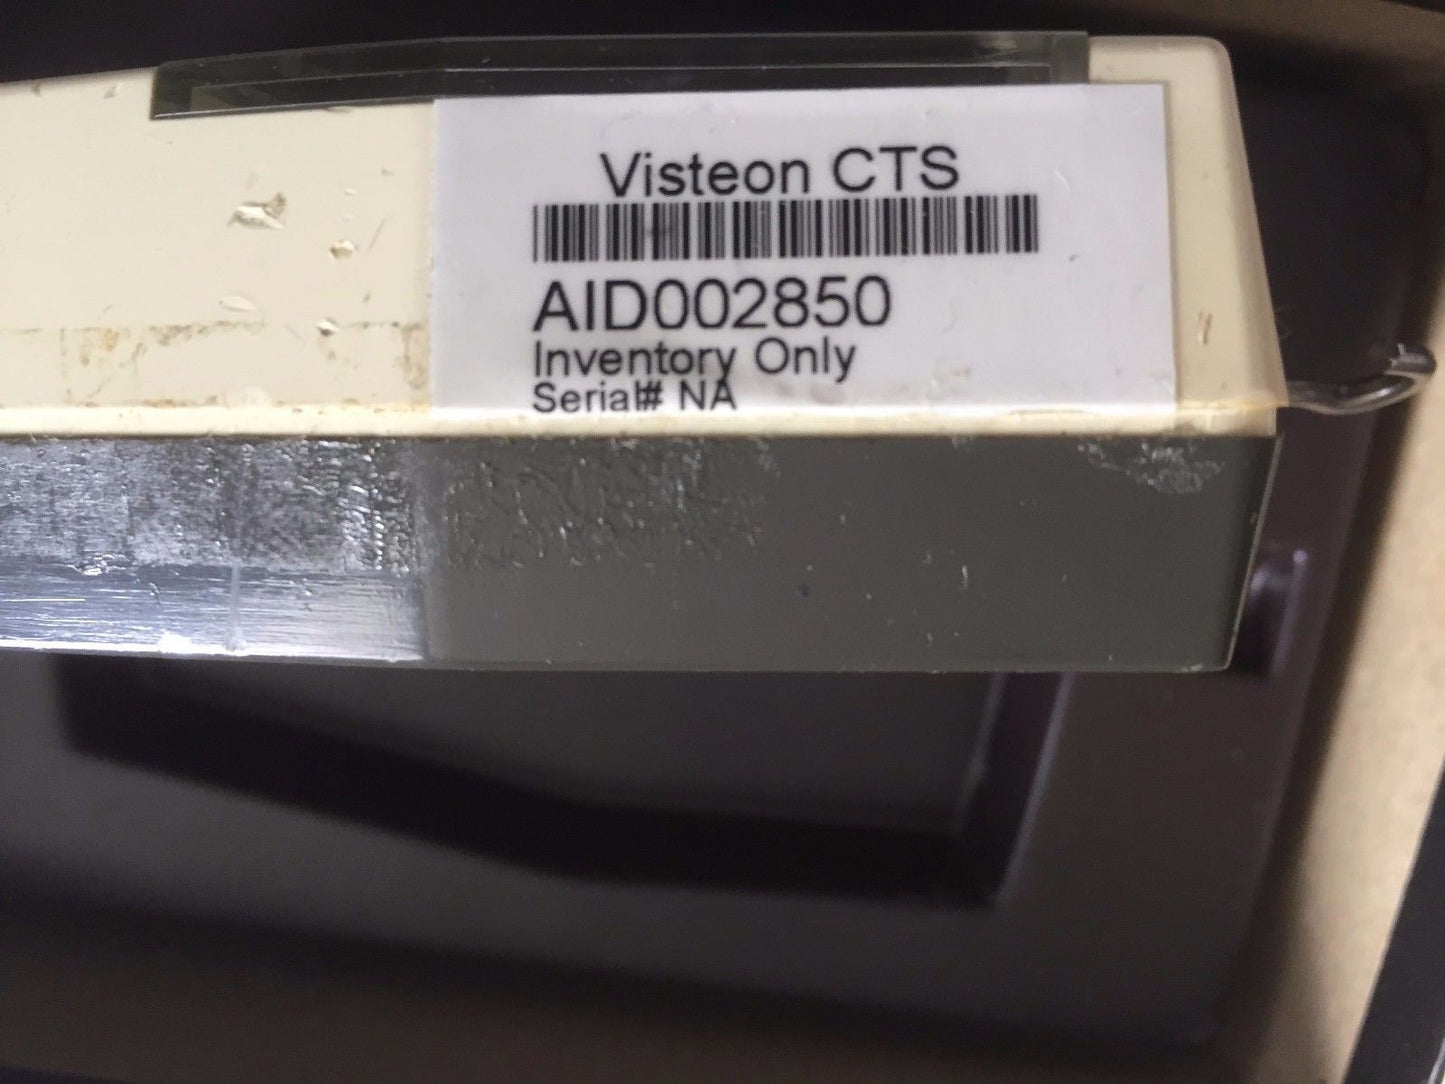 Visteon CTS
AID002850
Inventory Only
Serial# NA